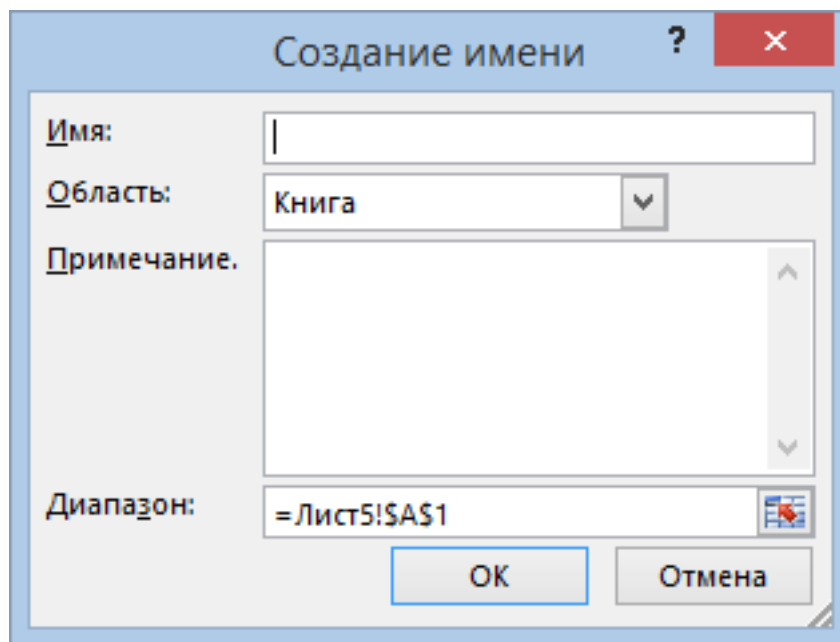 Создание имени ?
Имя:
Область: Книга
Примечание.
Диапазон: =Лист5!$A$1
ОК Отмена